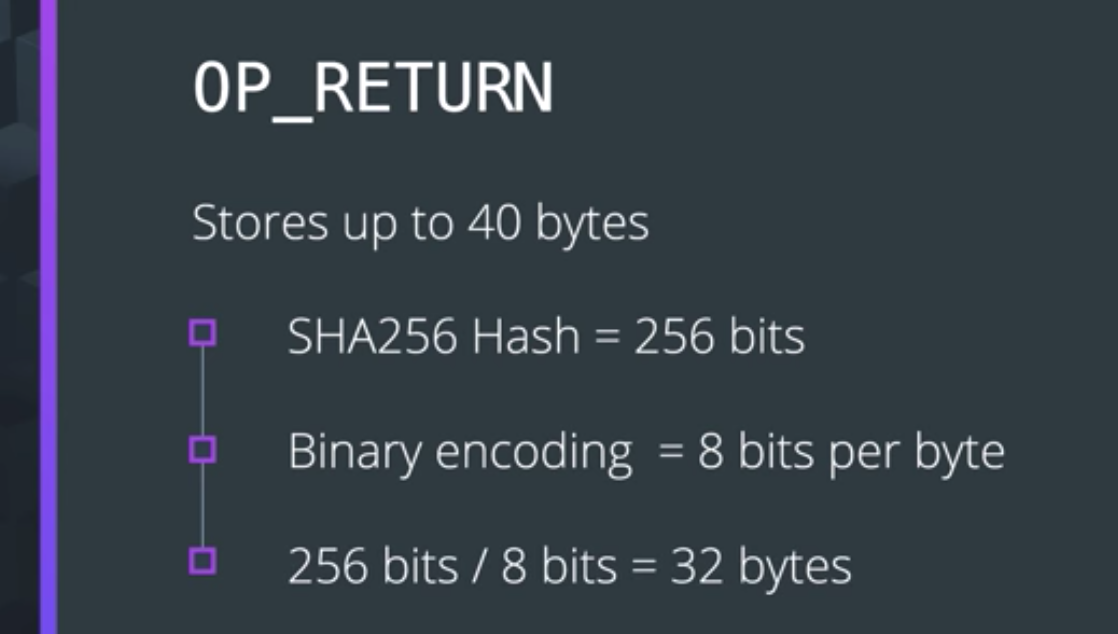 OP_RETURN
Stores up to 40 bytes
SHA256 Hash = 256 bits
Binary encoding = 8 bits per byte
256 bits / 8 bits = 32 bytes